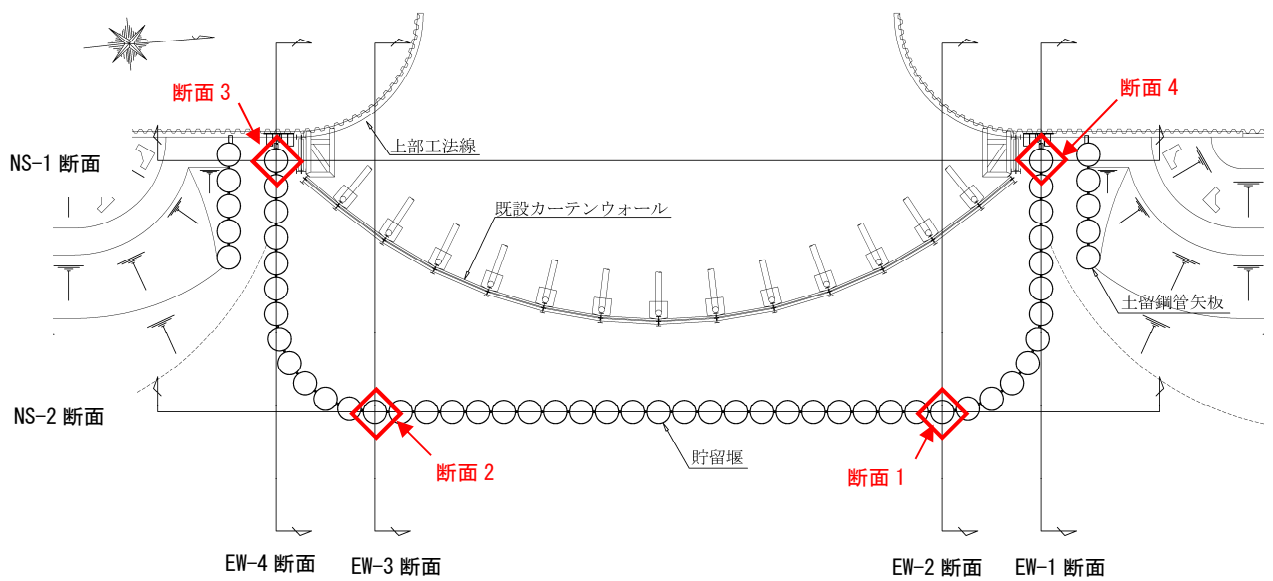 断面 3
断面 4
NS-1 断面
上部工法線
既設カーテンウォール
土留鋼管矢板
NS-2 断面
断面 2
貯留堰
断面 1
EW-4 断面
EW-3 断面
EW-2 断面
EW-1 断面